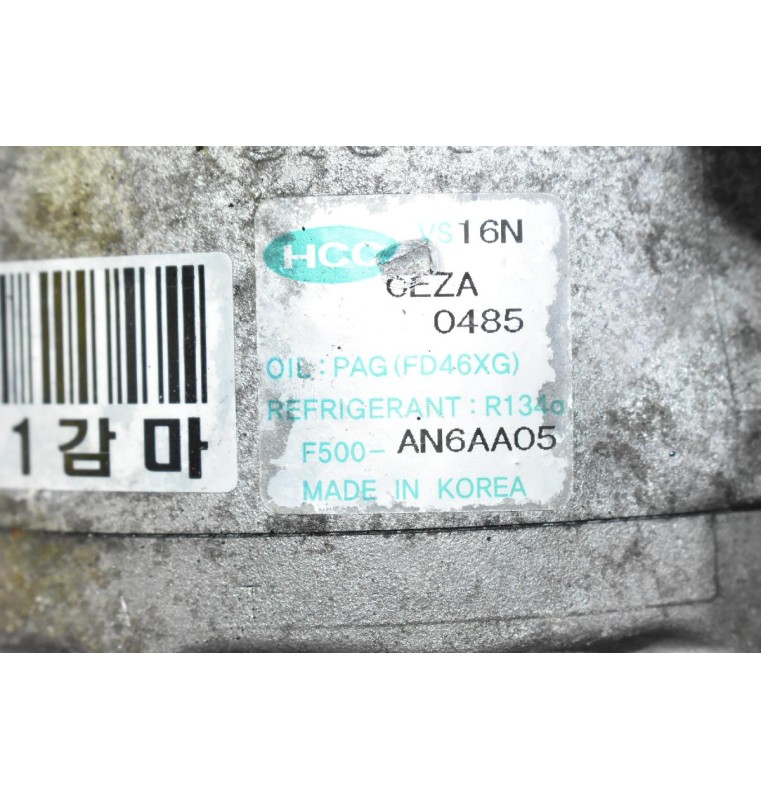 HCC VS16N
CEZA
0485
OIL : PAG (FD46XG)
REFRIGERANT : R134a
F500- AN6AA05
MADE IN KOREA
1 감 마